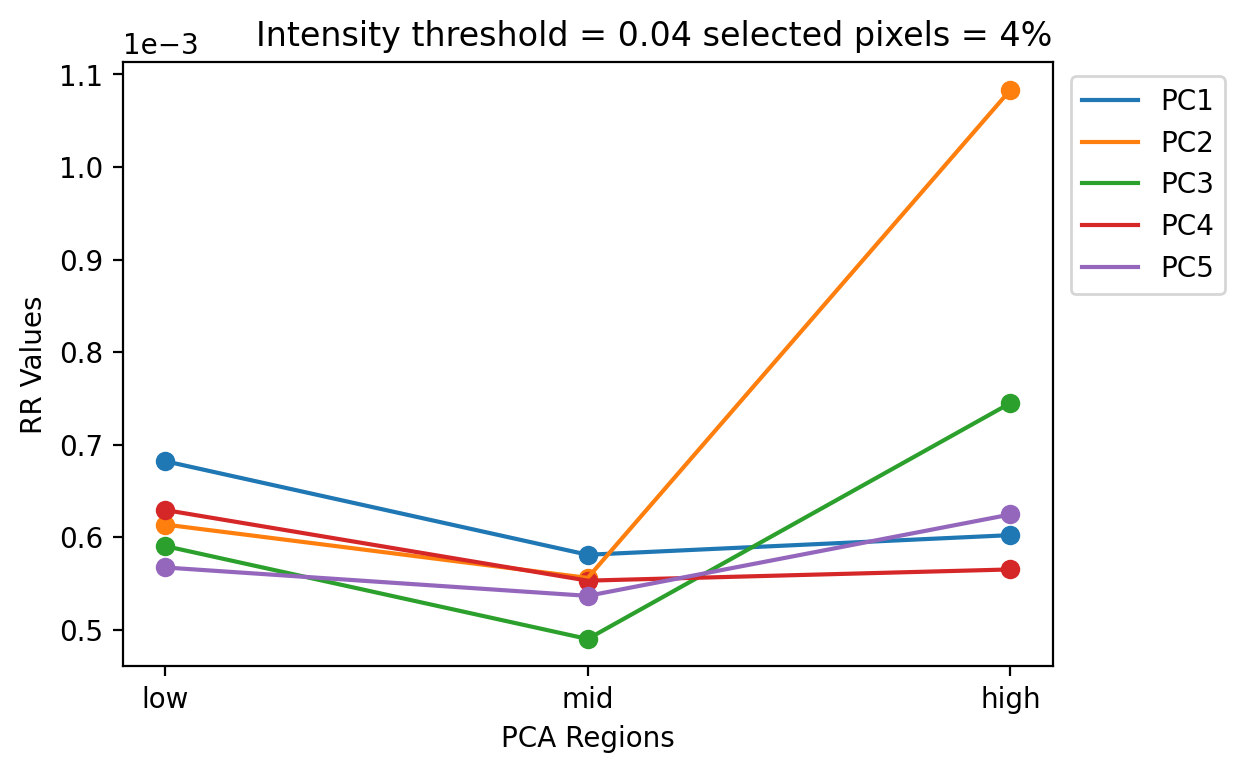 Intensity threshold = 0.04 selected pixels = 4%
1e−3
1.1
1.0
0.9
0.8
0.7
0.6
0.5
RR Values
low
mid
high
PCA Regions
PC1
PC2
PC3
PC4
PC5